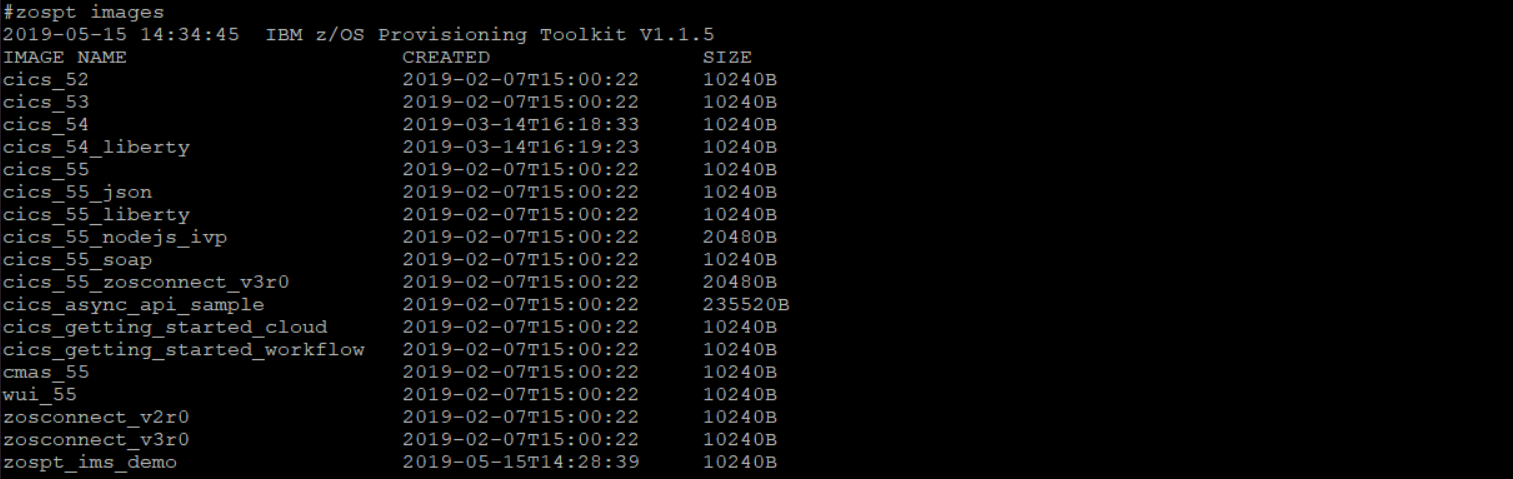 #zospt images
2019-05-15 14:34:45  IBM z/OS Provisioning Toolkit V1.1.5
IMAGE NAME                      CREATED                 SIZE
cics_52                         2019-02-07T15:00:22     10240B
cics_53                         2019-02-07T15:00:22     10240B
cics_54                         2019-03-14T16:18:33     10240B
cics_54_liberty                 2019-03-14T16:19:23     10240B
cics_55                         2019-02-07T15:00:22     10240B
cics_55_json                    2019-02-07T15:00:22     10240B
cics_55_liberty                 2019-02-07T15:00:22     10240B
cics_55_nodejs_ivp              2019-02-07T15:00:22     20480B
cics_55_soap                    2019-02-07T15:00:22     10240B
cics_55_zosconnect_v3r0         2019-02-07T15:00:22     20480B
cics_async_api_sample           2019-02-07T15:00:22     235520B
cics_getting_started_cloud      2019-02-07T15:00:22     10240B
cics_getting_started_workflow   2019-02-07T15:00:22     10240B
cmas_55                         2019-02-07T15:00:22     10240B
wui_55                          2019-02-07T15:00:22     10240B
zosconnect_v2r0                 2019-02-07T15:00:22     10240B
zosconnect_v3r0                 2019-02-07T15:00:22     10240B
zospt_ims_demo                  2019-05-15T14:28:39     10240B